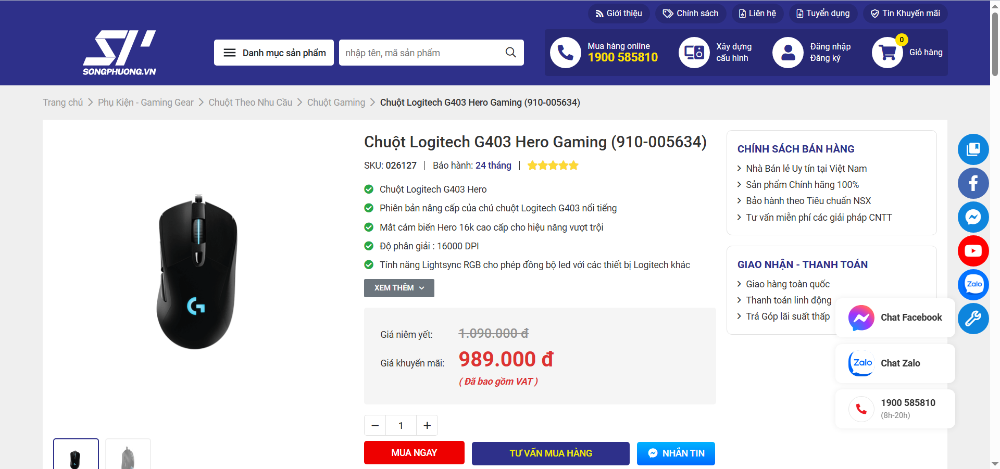 Giới thiệu
Chính sách
Liên hệ
Tuyển dụng
Tin Khuyến mãi
SONGPHUONG.VN
Danh mục sản phẩm
nhập tên, mã sản phẩm
Mua hàng online
1900 585810
Xây dựng
cấu hình
Đăng nhập
Đăng ký
0
Giỏ hàng
Trang chủ > Phụ Kiện - Gaming Gear > Chuột Theo Nhu Cầu > Chuột Gaming > Chuột Logitech G403 Hero Gaming (910-005634)
Chuột Logitech G403 Hero Gaming (910-005634)
SKU: 026127 | Bảo hành: 24 tháng |
Chuột Logitech G403 Hero
Phiên bản nâng cấp của chú chuột Logitech G403 nổi tiếng
Mắt cảm biến Hero 16k cao cấp cho hiệu năng vượt trội
Độ phân giải : 16000 DPI
Tính năng Lightsync RGB cho phép đồng bộ led với các thiết bị Logitech khác
XEM THÊM
Giá niêm yết: 1.090.000 đ
Giá khuyến mãi: 989.000 đ
( Đã bao gồm VAT )
− 1 +
MUA NGAY
TƯ VẤN MUA HÀNG
NHẮN TIN
CHÍNH SÁCH BÁN HÀNG
Nhà Bán lẻ Uy tín tại Việt Nam
Sản phẩm Chính hãng 100%
Bảo hành theo Tiêu chuẩn NSX
Tư vấn miễn phí các giải pháp CNTT
GIAO NHẬN - THANH TOÁN
Giao hàng toàn quốc
Thanh toán linh động
Trả Góp lãi suất thấp
Zalo
Chat Facebook
Zalo
Chat Zalo
1900 585810
(8h-20h)